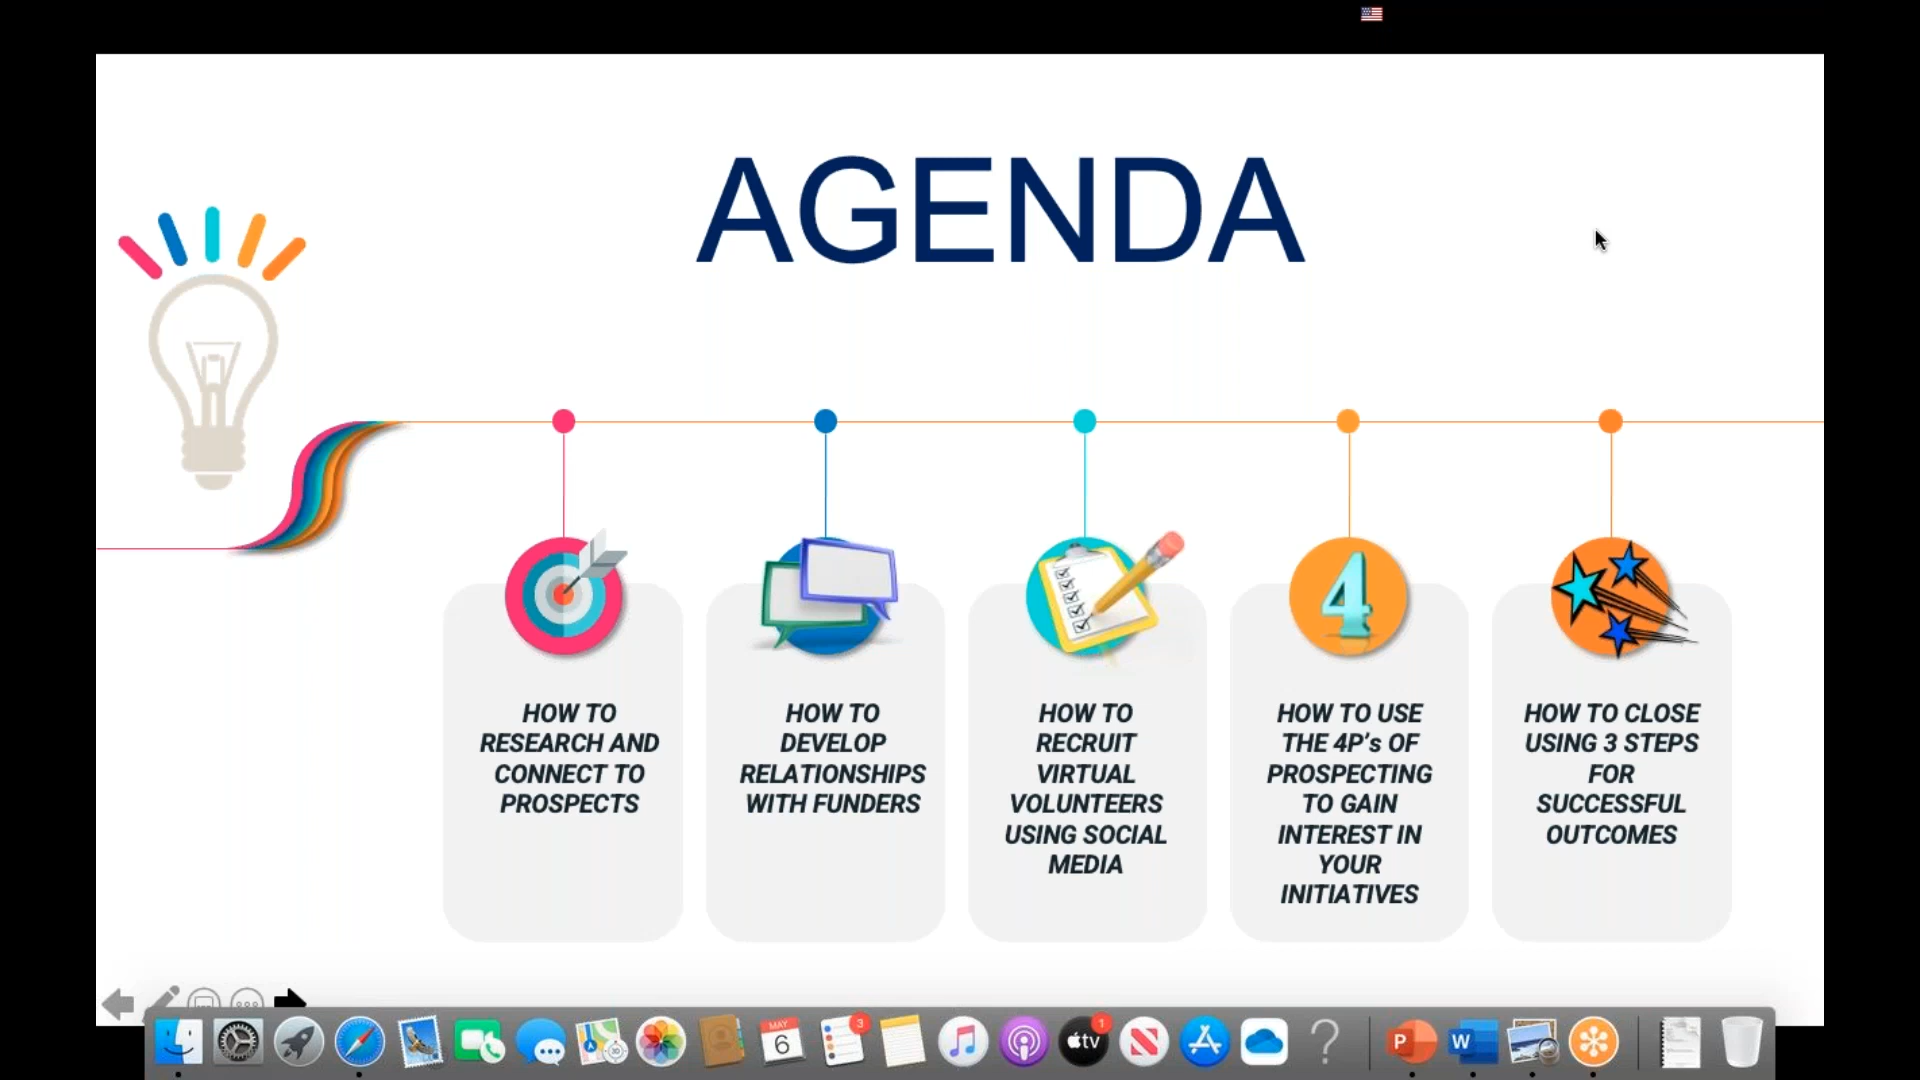 AGENDA
HOW TO
RESEARCH AND
CONNECT TO
PROSPECTS
HOW TO
DEVELOP
RELATIONSHIPS
WITH FUNDERS
HOW TO
RECRUIT
VIRTUAL
VOLUNTEERS
USING SOCIAL
MEDIA
4
HOW TO USE
THE 4P's OF
PROSPECTING
TO GAIN
INTEREST IN
YOUR
INITIATIVES
HOW TO CLOSE
USING 3 STEPS
FOR
SUCCESSFUL
OUTCOMES
MAY
6
3
tv
1
?
P
W